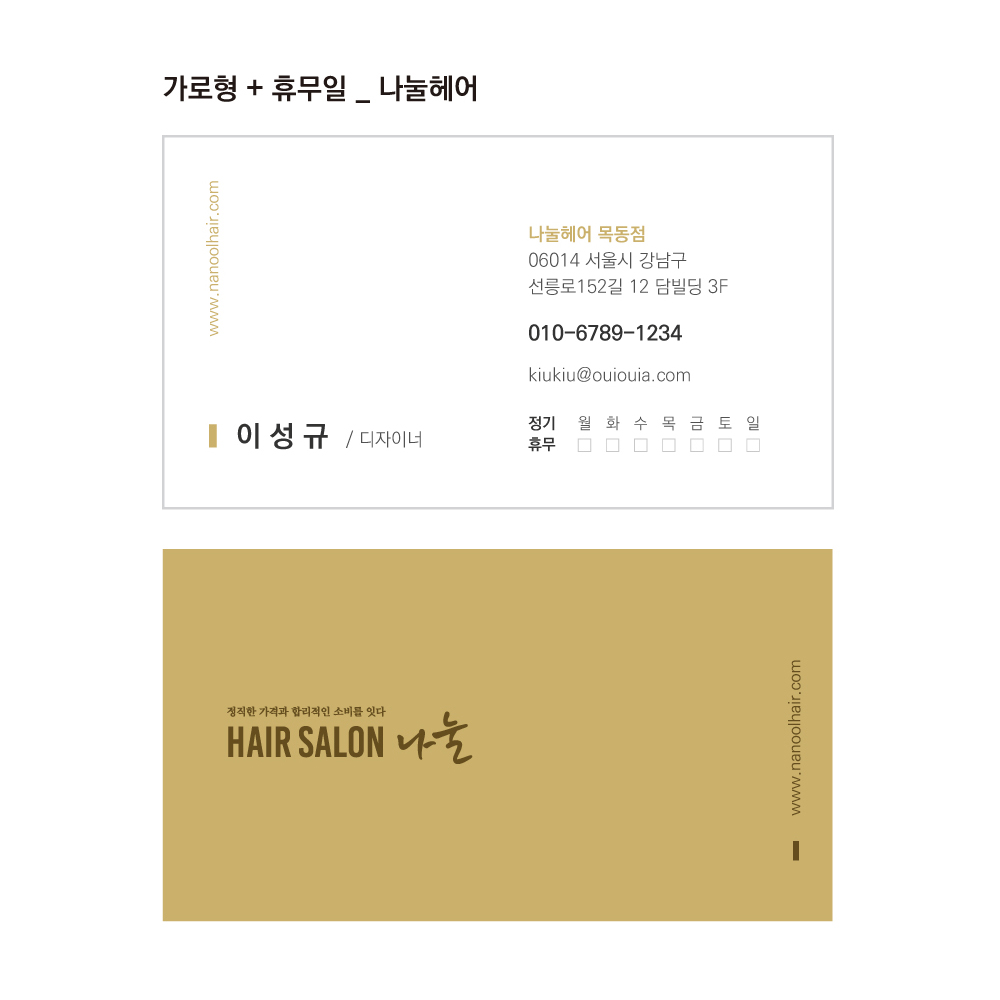 가로형 + 휴무일 _ 나눌헤어
www.nanoolhair.com
나눌헤어 목동점
06014 서울시 강남구
선릉로152길 12 담빌딩 3F
010-6789-1234
kiukiu@ouiouia.com
이성규 / 디자이너
정기 월 화 수 목 금 토 일
휴무 □ □ □ □ □ □ □
정직한 가격과 합리적인 소비를 잇다
HAIR SALON 나눌
www.nanoolhair.com